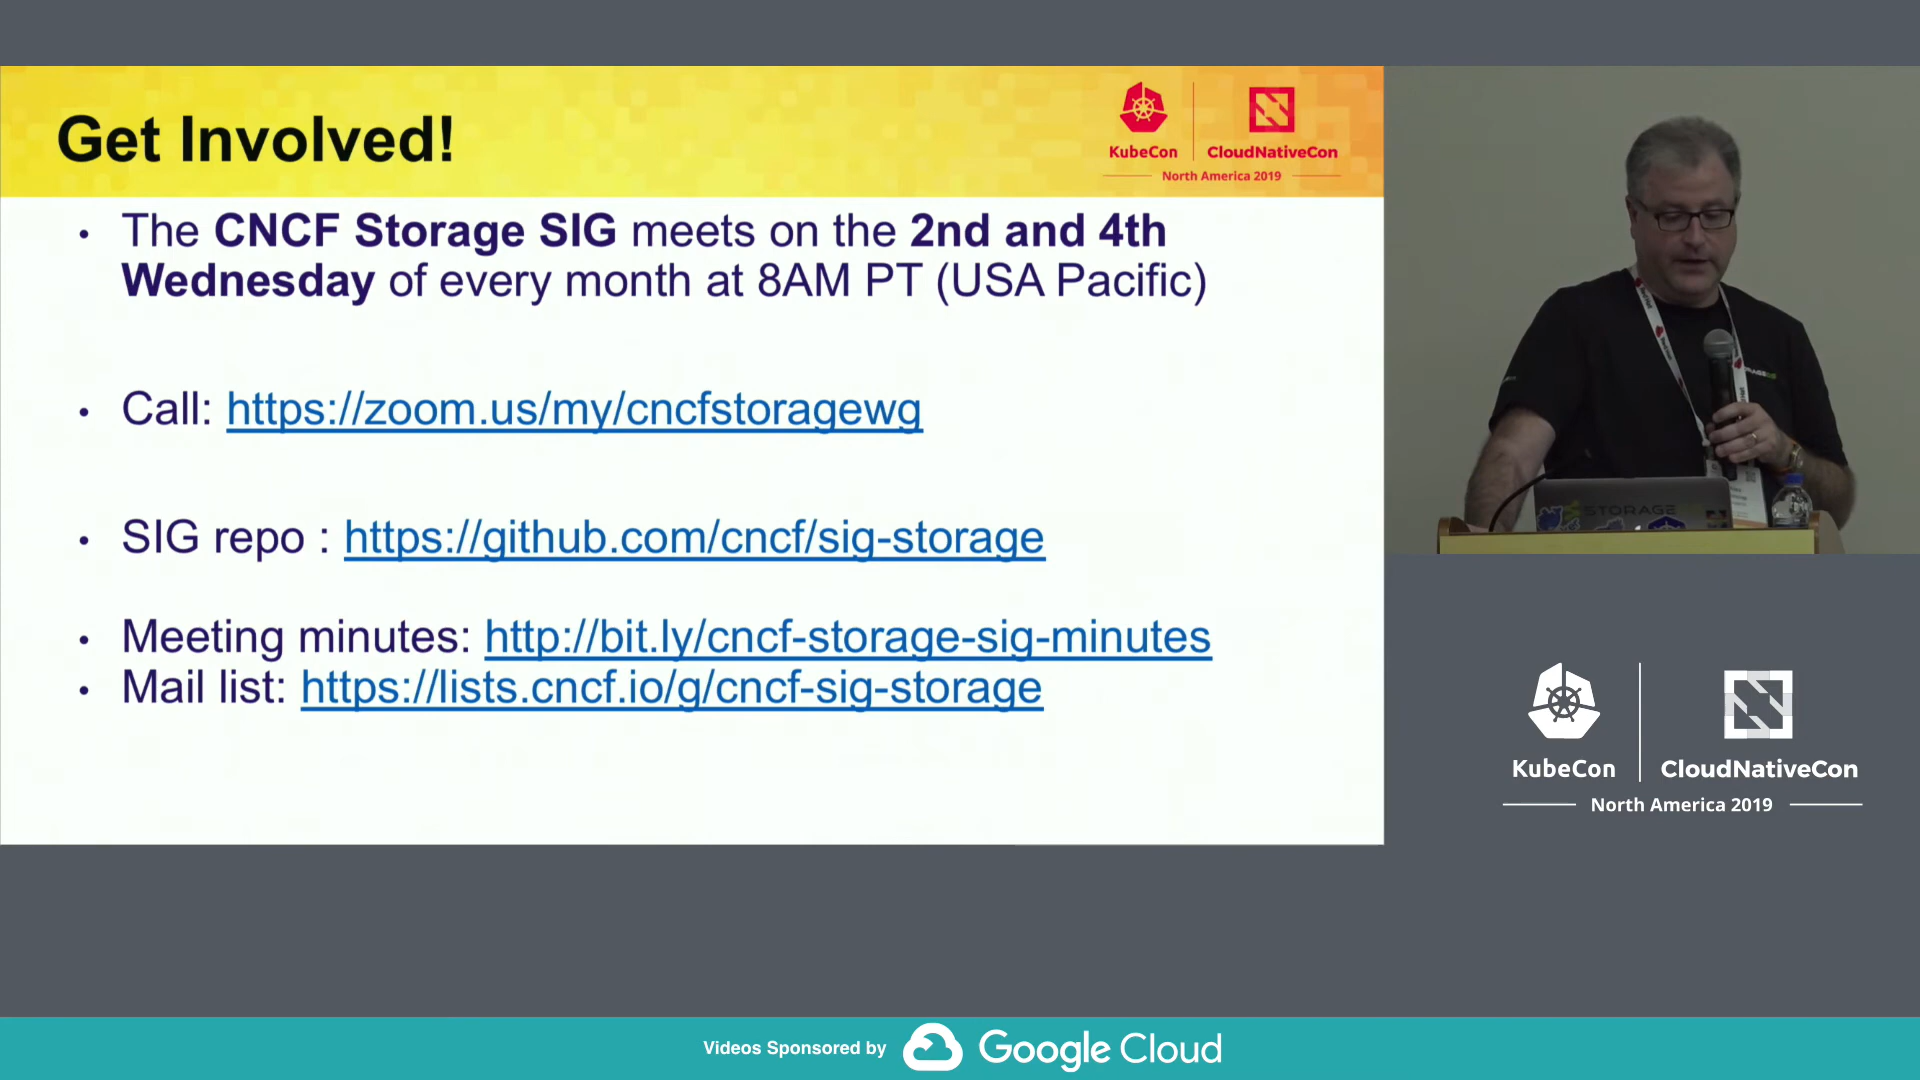 Get Involved!
KubeCon
CloudNativeCon
North America 2019
• The CNCF Storage SIG meets on the 2nd and 4th
Wednesday of every month at 8AM PT (USA Pacific)
• Call: https://zoom.us/my/cncfstoragewg
• SIG repo : https://github.com/cncf/sig-storage
• Meeting minutes: http://bit.ly/cncf-storage-sig-minutes
• Mail list: https://lists.cncf.io/g/cncf-sig-storage
STORAGE
KubeCon
CloudNativeCon
North America 2019
Videos Sponsored by
Google Cloud